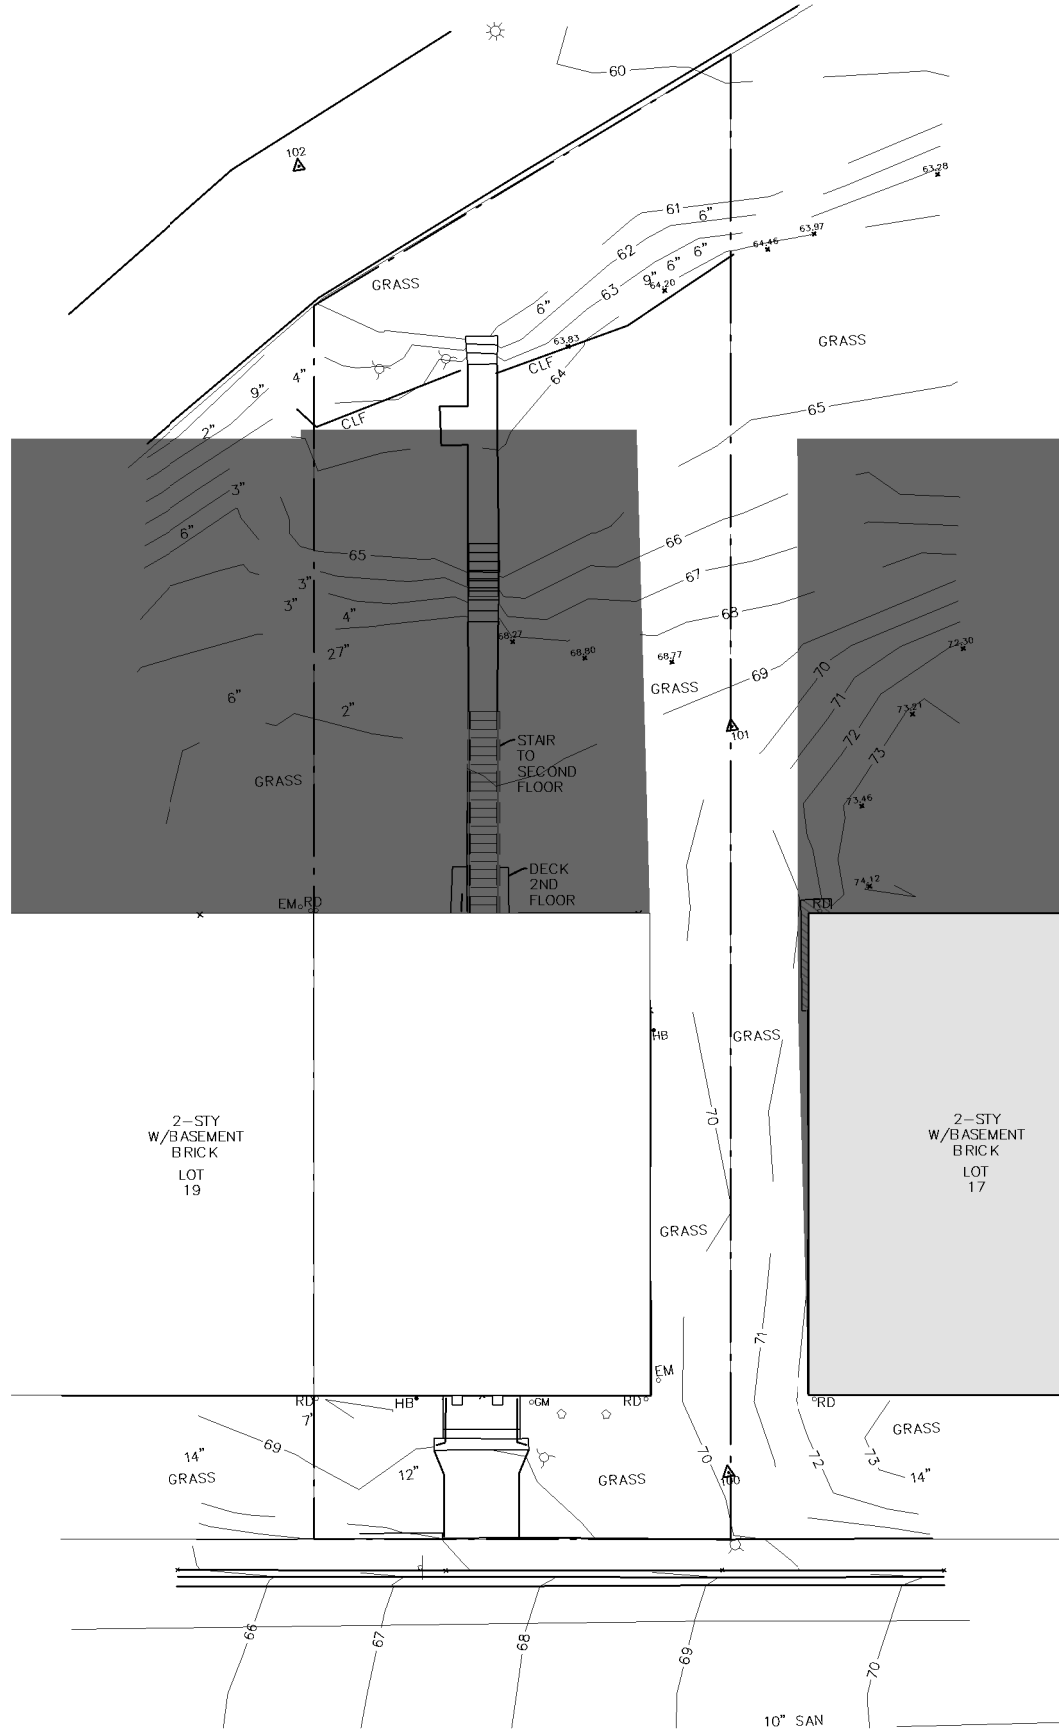 60
102
63.28
61
6"
63.97
64.46
62
6"
6"
9"
64.20
63
GRASS
6"
63.83
GRASS
CLF
64
4"
9"
65
CLF
2"
3"
6"
66
65
67
3"
3"
4"
68
68.27
68.80
68.77
72.30
27"
69
70
GRASS
6"
71
2"
73.21
101
72
STAIR
TO
SECOND
FLOOR
73
GRASS
73.46
DECK
2ND
FLOOR
74.12
EM
RD
RD
HB
GRASS
70
2-STY
W/BASEMENT
BRICK
LOT
19
2-STY
W/BASEMENT
BRICK
LOT
17
GRASS
71
EM
RD
HB
GM
RD
RD
7'
GRASS
69
14"
12"
GRASS
GRASS
70
100
72
73
14"
66
67
68
69
70
10" SAN